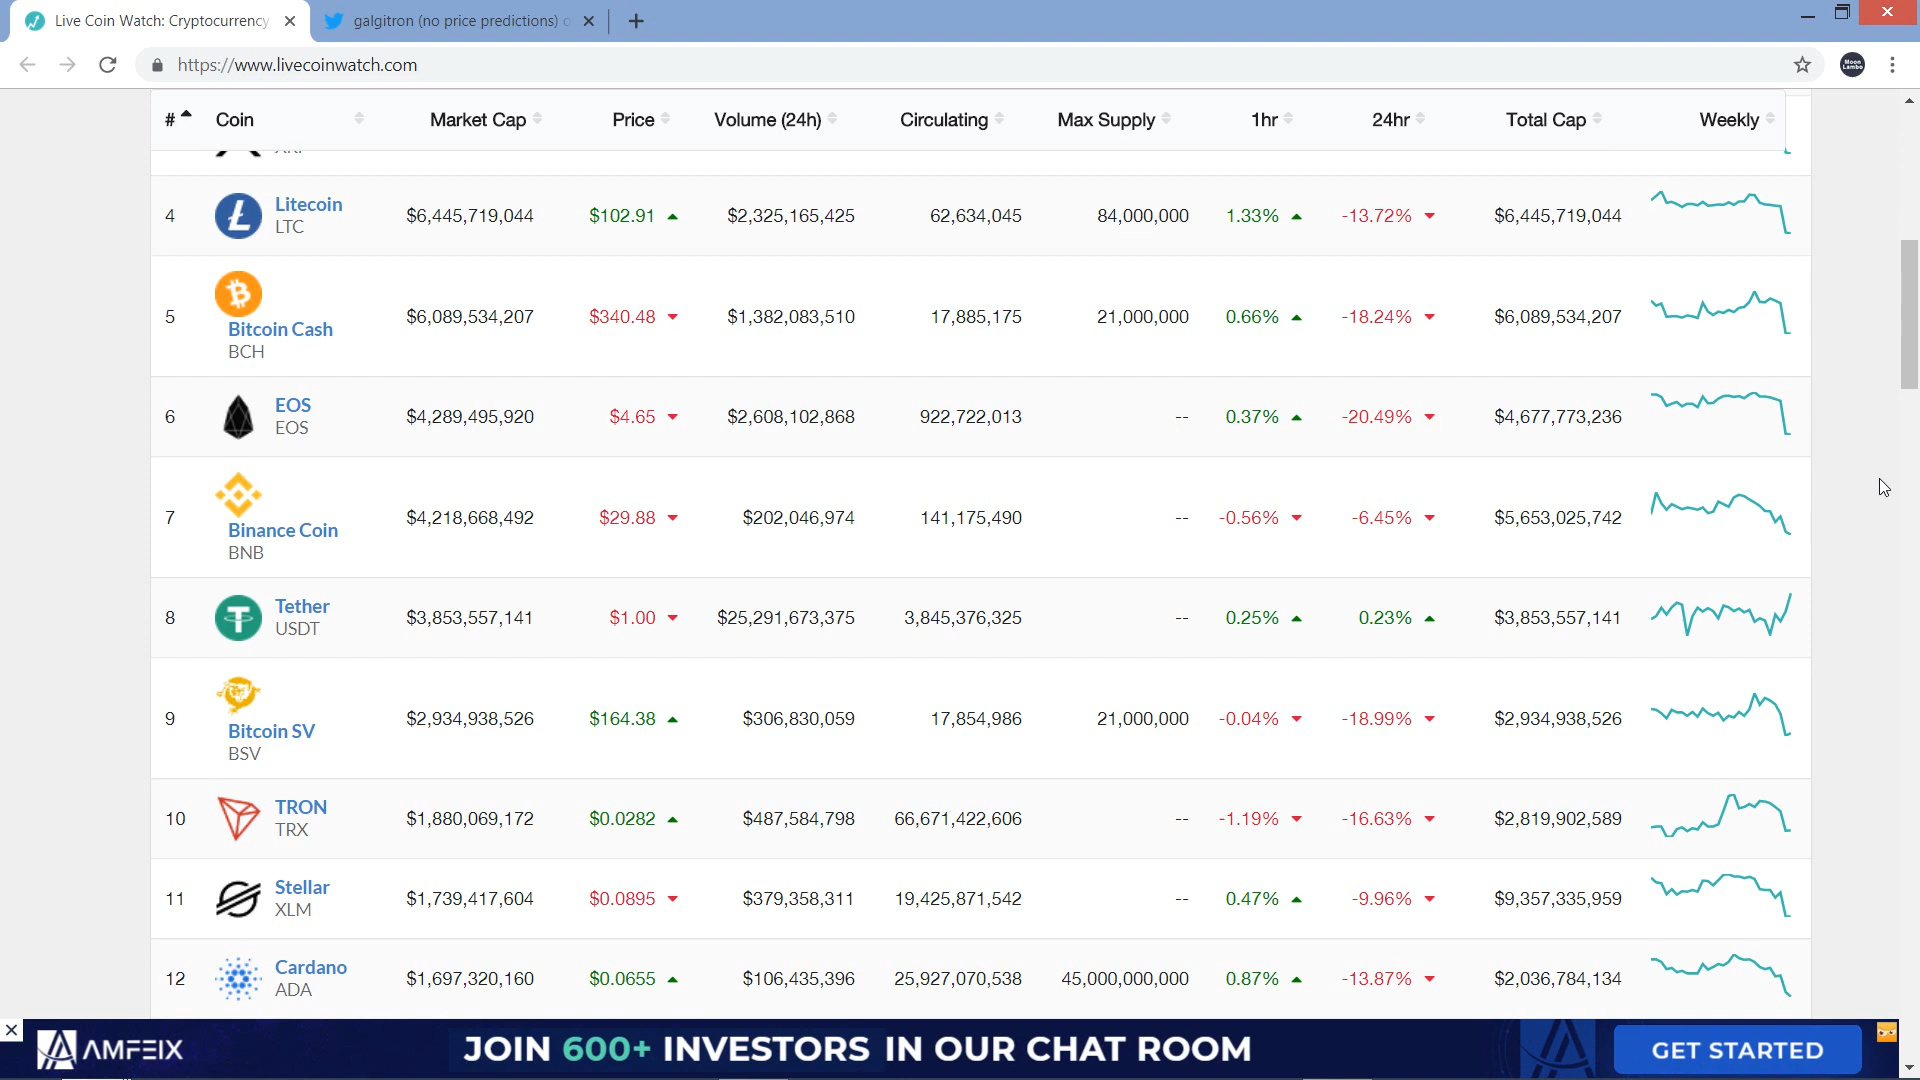 Live Coin Watch: Cryptocurrency
galgitron (no price predictions)
https://www.livecoinwatch.com
Moon Lambo
# Coin Market Cap Price Volume (24h) Circulating Max Supply 1hr 24hr Total Cap Weekly
4 Litecoin LTC $6,445,719,044 $102.91 $2,325,165,425 62,634,045 84,000,000 1.33% -13.72% $6,445,719,044
5 Bitcoin Cash BCH $6,089,534,207 $340.48 $1,382,083,510 17,885,175 21,000,000 0.66% -18.24% $6,089,534,207
6 EOS EOS $4,289,495,920 $4.65 $2,608,102,868 922,722,013 -- 0.37% -20.49% $4,677,773,236
7 Binance Coin BNB $4,218,668,492 $29.88 $202,046,974 141,175,490 -- -0.56% -6.45% $5,653,025,742
8 Tether USDT $3,853,557,141 $1.00 $25,291,673,375 3,845,376,325 -- 0.25% 0.23% $3,853,557,141
9 Bitcoin SV BSV $2,934,938,526 $164.38 $306,830,059 17,854,986 21,000,000 -0.04% -18.99% $2,934,938,526
10 TRON TRX $1,880,069,172 $0.0282 $487,584,798 66,671,422,606 -- -1.19% -16.63% $2,819,902,589
11 Stellar XLM $1,739,417,604 $0.0895 $379,358,311 19,425,871,542 -- 0.47% -9.96% $9,357,335,959
12 Cardano ADA $1,697,320,160 $0.0655 $106,435,396 25,927,070,538 45,000,000,000 0.87% -13.87% $2,036,784,134
AMFEIX JOIN 600+ INVESTORS IN OUR CHAT ROOM GET STARTED